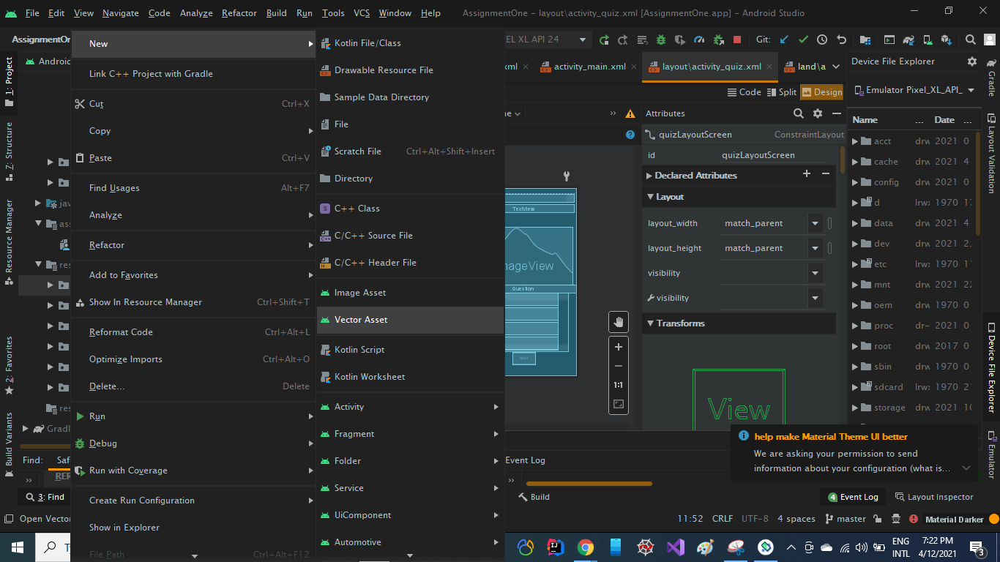 File Edit View Navigate Code Analyze Refactor Build Run Tools VCS Window Help AssignmentOne – layout\activity_quiz.xml [AssignmentOne.app] – Android Studio
AssignmentOn EL XL API 24 Git:
New
Link C++ Project with Gradle
Cut Ctrl+X
Copy
Paste Ctrl+V
Find Usages Alt+F7
Analyze
Refactor
Add to Favorites
Show In Resource Manager Ctrl+Shift+T
Reformat Code Ctrl+Alt+L
Optimize Imports Ctrl+Alt+O
Delete... Delete
Run
Debug
Run with Coverage
Create Run Configuration
Show in Explorer
File Path Ctrl+Alt+F12
Kotlin File/Class
Drawable Resource File
Sample Data Directory
File
Scratch File Ctrl+Alt+Shift+Insert
Directory
C++ Class
C/C++ Source File
C/C++ Header File
Image Asset
Vector Asset
Kotlin Script
Kotlin Worksheet
Activity
Fragment
Folder
Service
UiComponent
Automotive
1: Project
Z: Structure
Resource Manager
2: Favorites
Build Variants
Android
jav
ass
res
res
Gradle
Find: Saf
RER
3: Find
Open Vector
xml activity_main.xml layout\activity_quiz.xml land\a
Code Split Design
ne
TextView
nageView
Question
NEXT
1:1
Attributes
quizLayoutScreen ConstraintLayout
id quizLayoutScreen
Declared Attributes
Layout
layout_width match_parent
layout_height match_parent
visibility
visibility
Transforms
View
Device File Explorer
Emulator Pixel_XL_API_
Name ... Date ...
acct drw 2021 0
cache drw 2021 4
config drw 2021 0
d lrw: 1970 17
data drw 2021 4
dev drw 2021 2.
etc lrw: 1970 17
mnt drw 2021 22
oem drw 1970 0
proc dr- 2021 0
root drw 2017 0
sbin drw 1970 0
sdcard lrw: 1970 21
storage drw 2021 10
Gradle
Layout Validation
Device File Explorer
Emulator
help make Material Theme UI better
We are asking your permission to send
information about your configuration (what is...
Event Log
Build
4 Event Log Layout Inspector
11:52 CRLF UTF-8 4 spaces master Material Darker
ENG 7:22 PM
INTL 4/12/2021
3